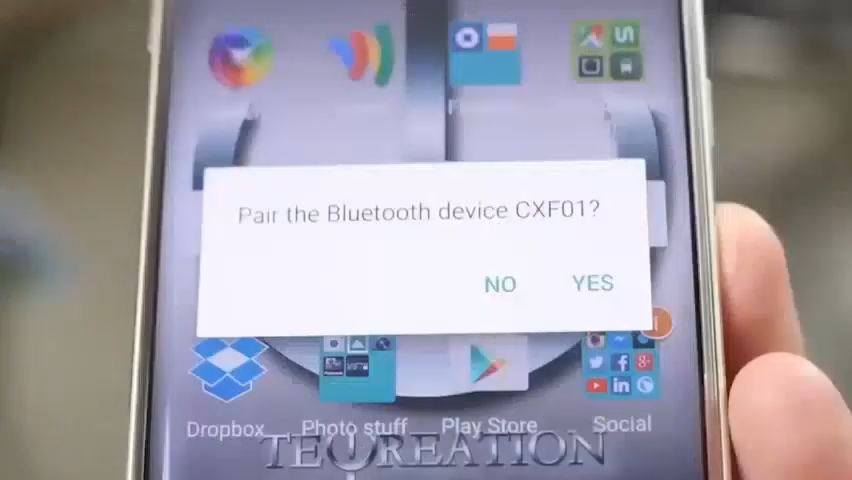 Pair the Bluetooth device CXF01?
NO YES
Dropbox Photo stuff Play Store Social